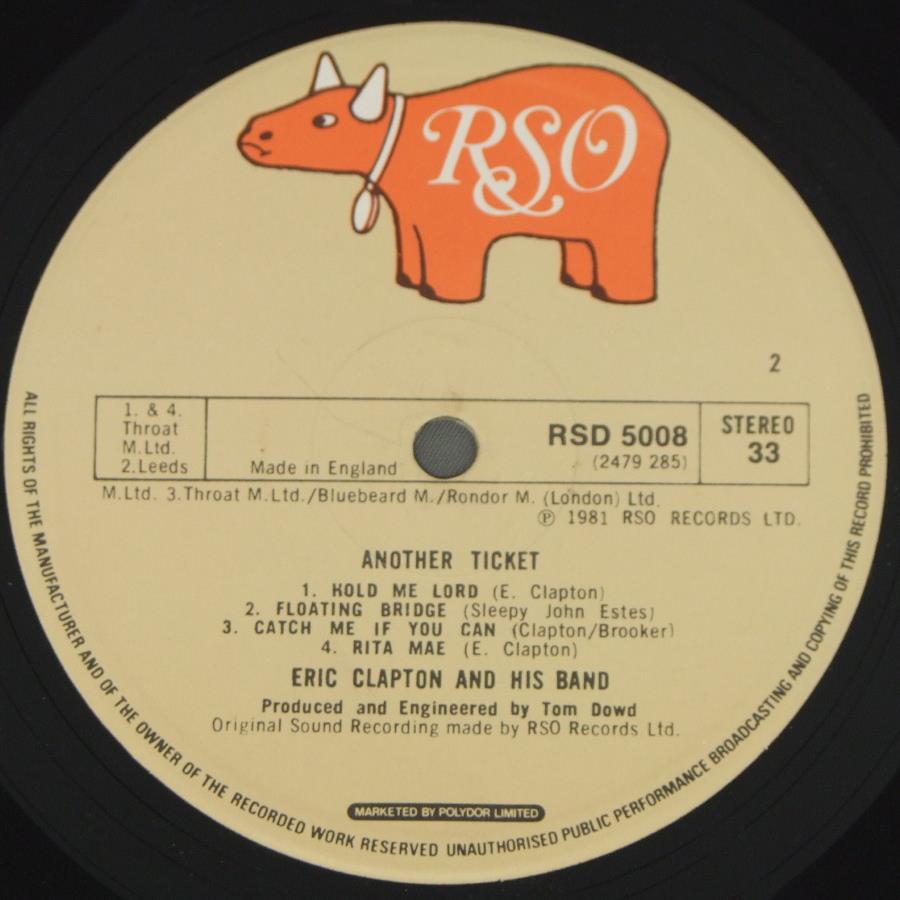 RSO
2
1. & 4.
Throat
M.Ltd.
2.Leeds
Made in England
RSD 5008
(2479 285)
STEREO
33
M.Ltd. 3.Throat M.Ltd./Bluebeard M./Rondor M. (London) Ltd.
℗ 1981 RSO RECORDS LTD.
ANOTHER TICKET
1. HOLD ME LORD (E. Clapton)
2. FLOATING BRIDGE (Sleepy John Estes)
3. CATCH ME IF YOU CAN (Clapton/Brooker)
4. RITA MAE (E. Clapton)
ERIC CLAPTON AND HIS BAND
Produced and Engineered by Tom Dowd
Original Sound Recording made by RSO Records Ltd.
MARKETED BY POLYDOR LIMITED
ALL RIGHTS OF THE MANUFACTURER AND OF THE OWNER OF THE RECORDED WORK RESERVED UNAUTHORISED PUBLIC PERFORMANCE BROADCASTING AND COPYING OF THIS RECORD PROHIBITED